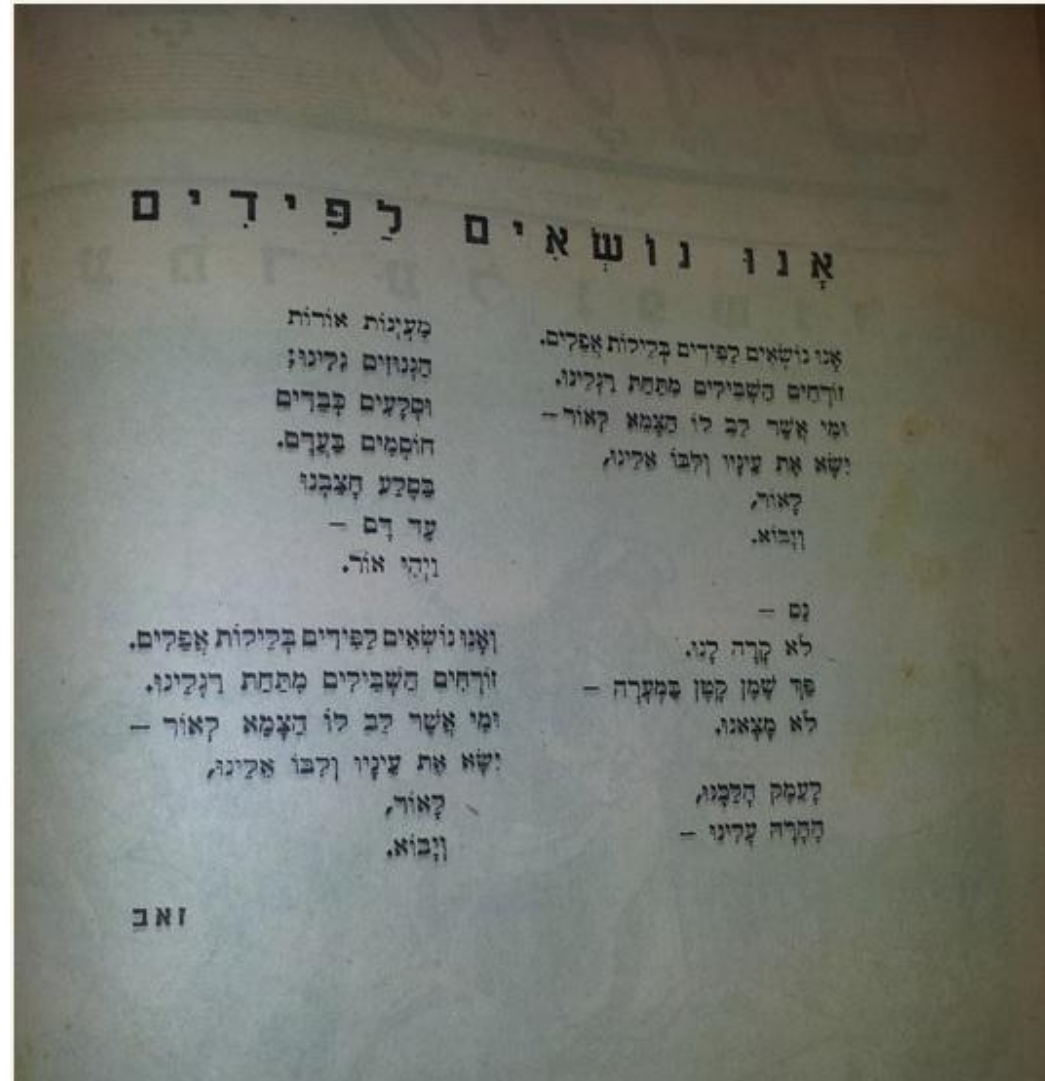 אָנוּ נוֹשְׂאִים לַפִּידִים
אָנוּ נוֹשְׂאִים לַפִּידִים בְּלֵילוֹת אֲפֵלִים.
זוֹרְחִים הַשְּׁבִילִים מִתַּחַת רַגְלֵינוּ.
וּמִי אֲשֶׁר לֵב לוֹ הַצָּמֵא לָאוֹר –
יִשָּׂא אֶת עֵינָיו וְלִבּוֹ אֵלֵינוּ,
לָאוֹר,
וְיָבוֹא.
נֵס –
לֹא קָרָה לָנוּ.
פַּךְ שֶׁמֶן קָטָן בַּמְּעָרָה –
לֹא מָצָאנוּ.
לָעֵמֶק הָלַכְנוּ,
הָהָרָה עָלִינוּ –
מַעְיְנוֹת אוֹרוֹת
הַגְּנוּזִים גִּלִּינוּ;
וּסְלָעִים כְּבֵדִים
חוֹסְמִים בַּעֲדָם.
בַּסֶּלַע חָצַבְנוּ
עַד דָּם –
וַיְהִי אוֹר.
וְאָנוּ נוֹשְׂאִים לַפִּידִים בְּלֵילוֹת אֲפֵלִים.
זוֹרְחִים הַשְּׁבִילִים מִתַּחַת רַגְלֵינוּ.
וּמִי אֲשֶׁר לֵב לוֹ הַצָּמֵא לָאוֹר –
יִשָּׂא אֶת עֵינָיו וְלִבּוֹ אֵלֵינוּ,
לָאוֹר,
וְיָבוֹא.
זאב